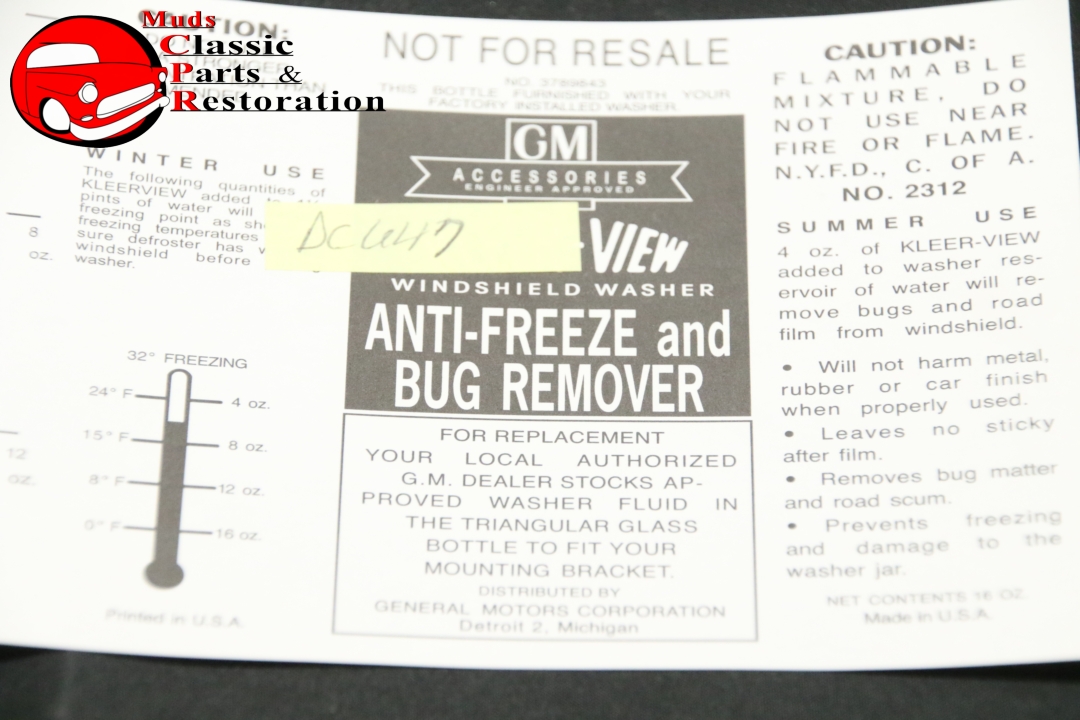 Muds
Classic
Parts &
Restoration
CAUTION:
WINTER USE
The following quantities of
KLEERVIEW added
pints of water will
freezing point as
freezing temperatures
sure defroster has
windshield before
washer.
8
oz.
12
oz.
32° FREEZING
24° F 4 oz.
15° F 8 oz.
8° F 12 oz.
0° F 16 oz.
Printed in U.S.A.
NOT FOR RESALE
NO. 3789843
THIS BOTTLE FURNISHED WITH YOUR
FACTORY INSTALLED WASHER
GM
ACCESSORIES
ENGINEER APPROVED
DC647
-VIEW
WINDSHIELD WASHER
ANTI-FREEZE and
BUG REMOVER
FOR REPLACEMENT
YOUR LOCAL AUTHORIZED
G.M. DEALER STOCKS AP-
PROVED WASHER FLUID IN
THE TRIANGULAR GLASS
BOTTLE TO FIT YOUR
MOUNTING BRACKET.
DISTRIBUTED BY
GENERAL MOTORS CORPORATION
Detroit 2, Michigan
CAUTION:
FLAMMABLE
MIXTURE, DO
NOT USE NEAR
FIRE OR FLAME.
N.Y.F.D., C. OF A.
NO. 2312
SUMMER USE
4 oz. of KLEER-VIEW
added to washer res-
ervoir of water will re-
move bugs and road
film from windshield.
• Will not harm metal,
rubber or car finish
when properly used.
• Leaves no sticky
after film.
• Removes bug matter
and road scum.
• Prevents freezing
and damage to the
washer jar.
NET CONTENTS 16 OZ.
Made in U.S.A.